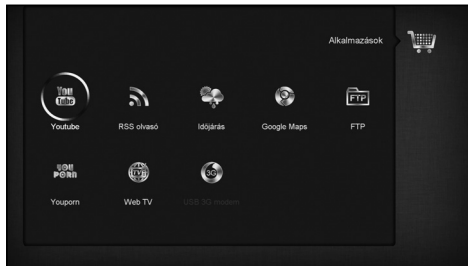 Alkalmazások
You Tube
FTP
Youtube
RSS olvasó
Időjárás
Google Maps
FTP
YOU PORN
TV
3G
Youporn
Web TV
USB 3G modem